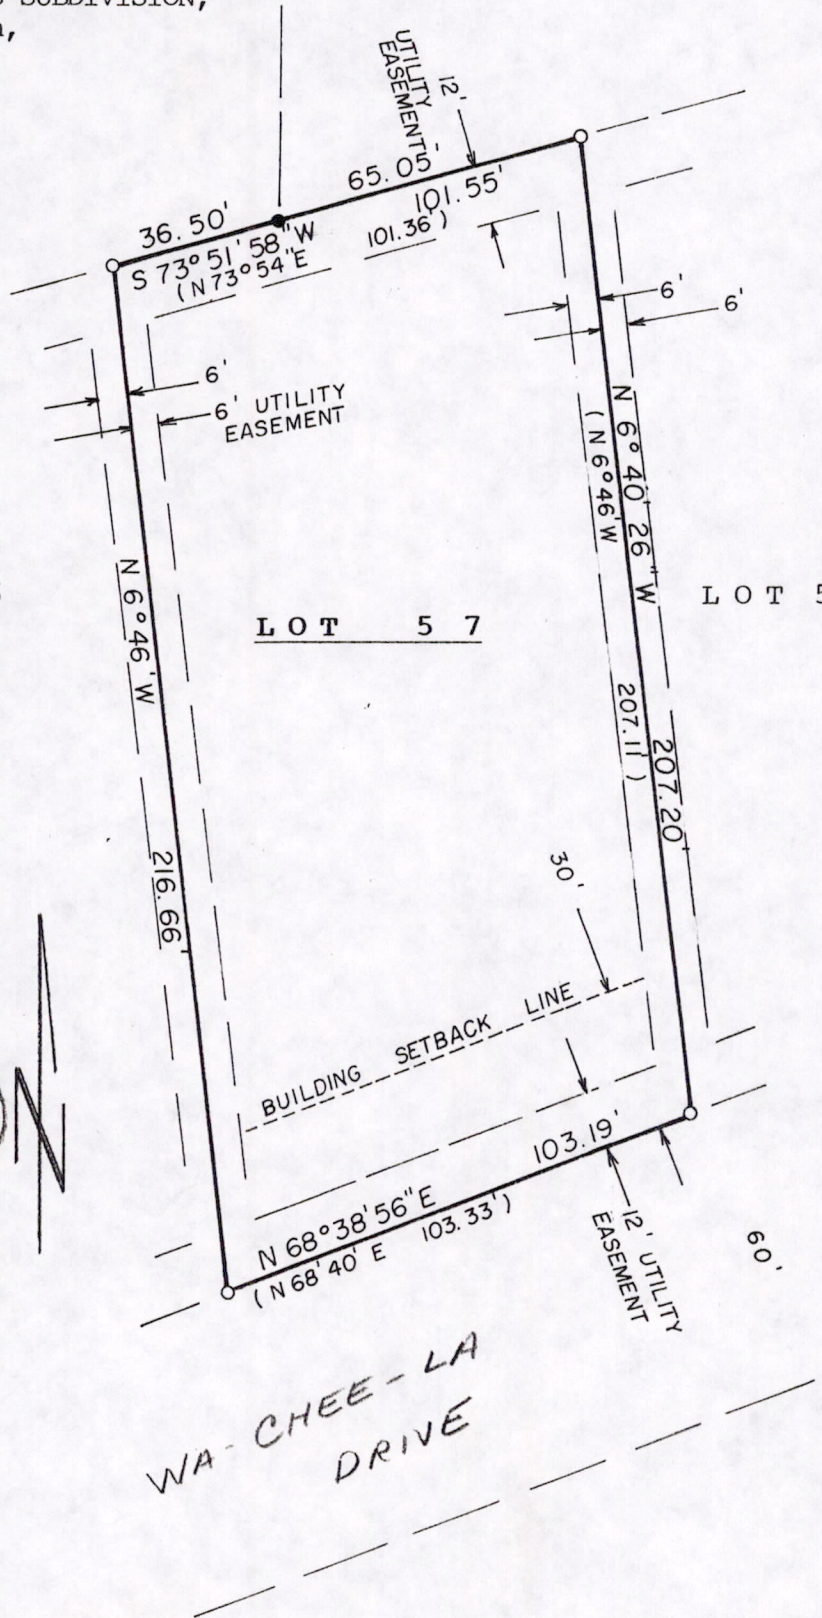 SUBDIVISION,
12'
UTILITY
EASEMENT
65.05'
101.55'
36.50'
S 73°51'58"W
101.36')
(N 73°54"E
6'
6'
6'
6' UTILITY
EASEMENT
N 6°40'26"W
(N 6°46'W
N 6°46'W
LOT 57
LOT 5
207.11')
207.20'
216.66'
30'
BUILDING SETBACK LINE
N
103.19'
N 68°38'56"E
103.33')
(N 68'40'E
12' UTILITY
EASEMENT
60'
WA-CHEE-LA
DRIVE